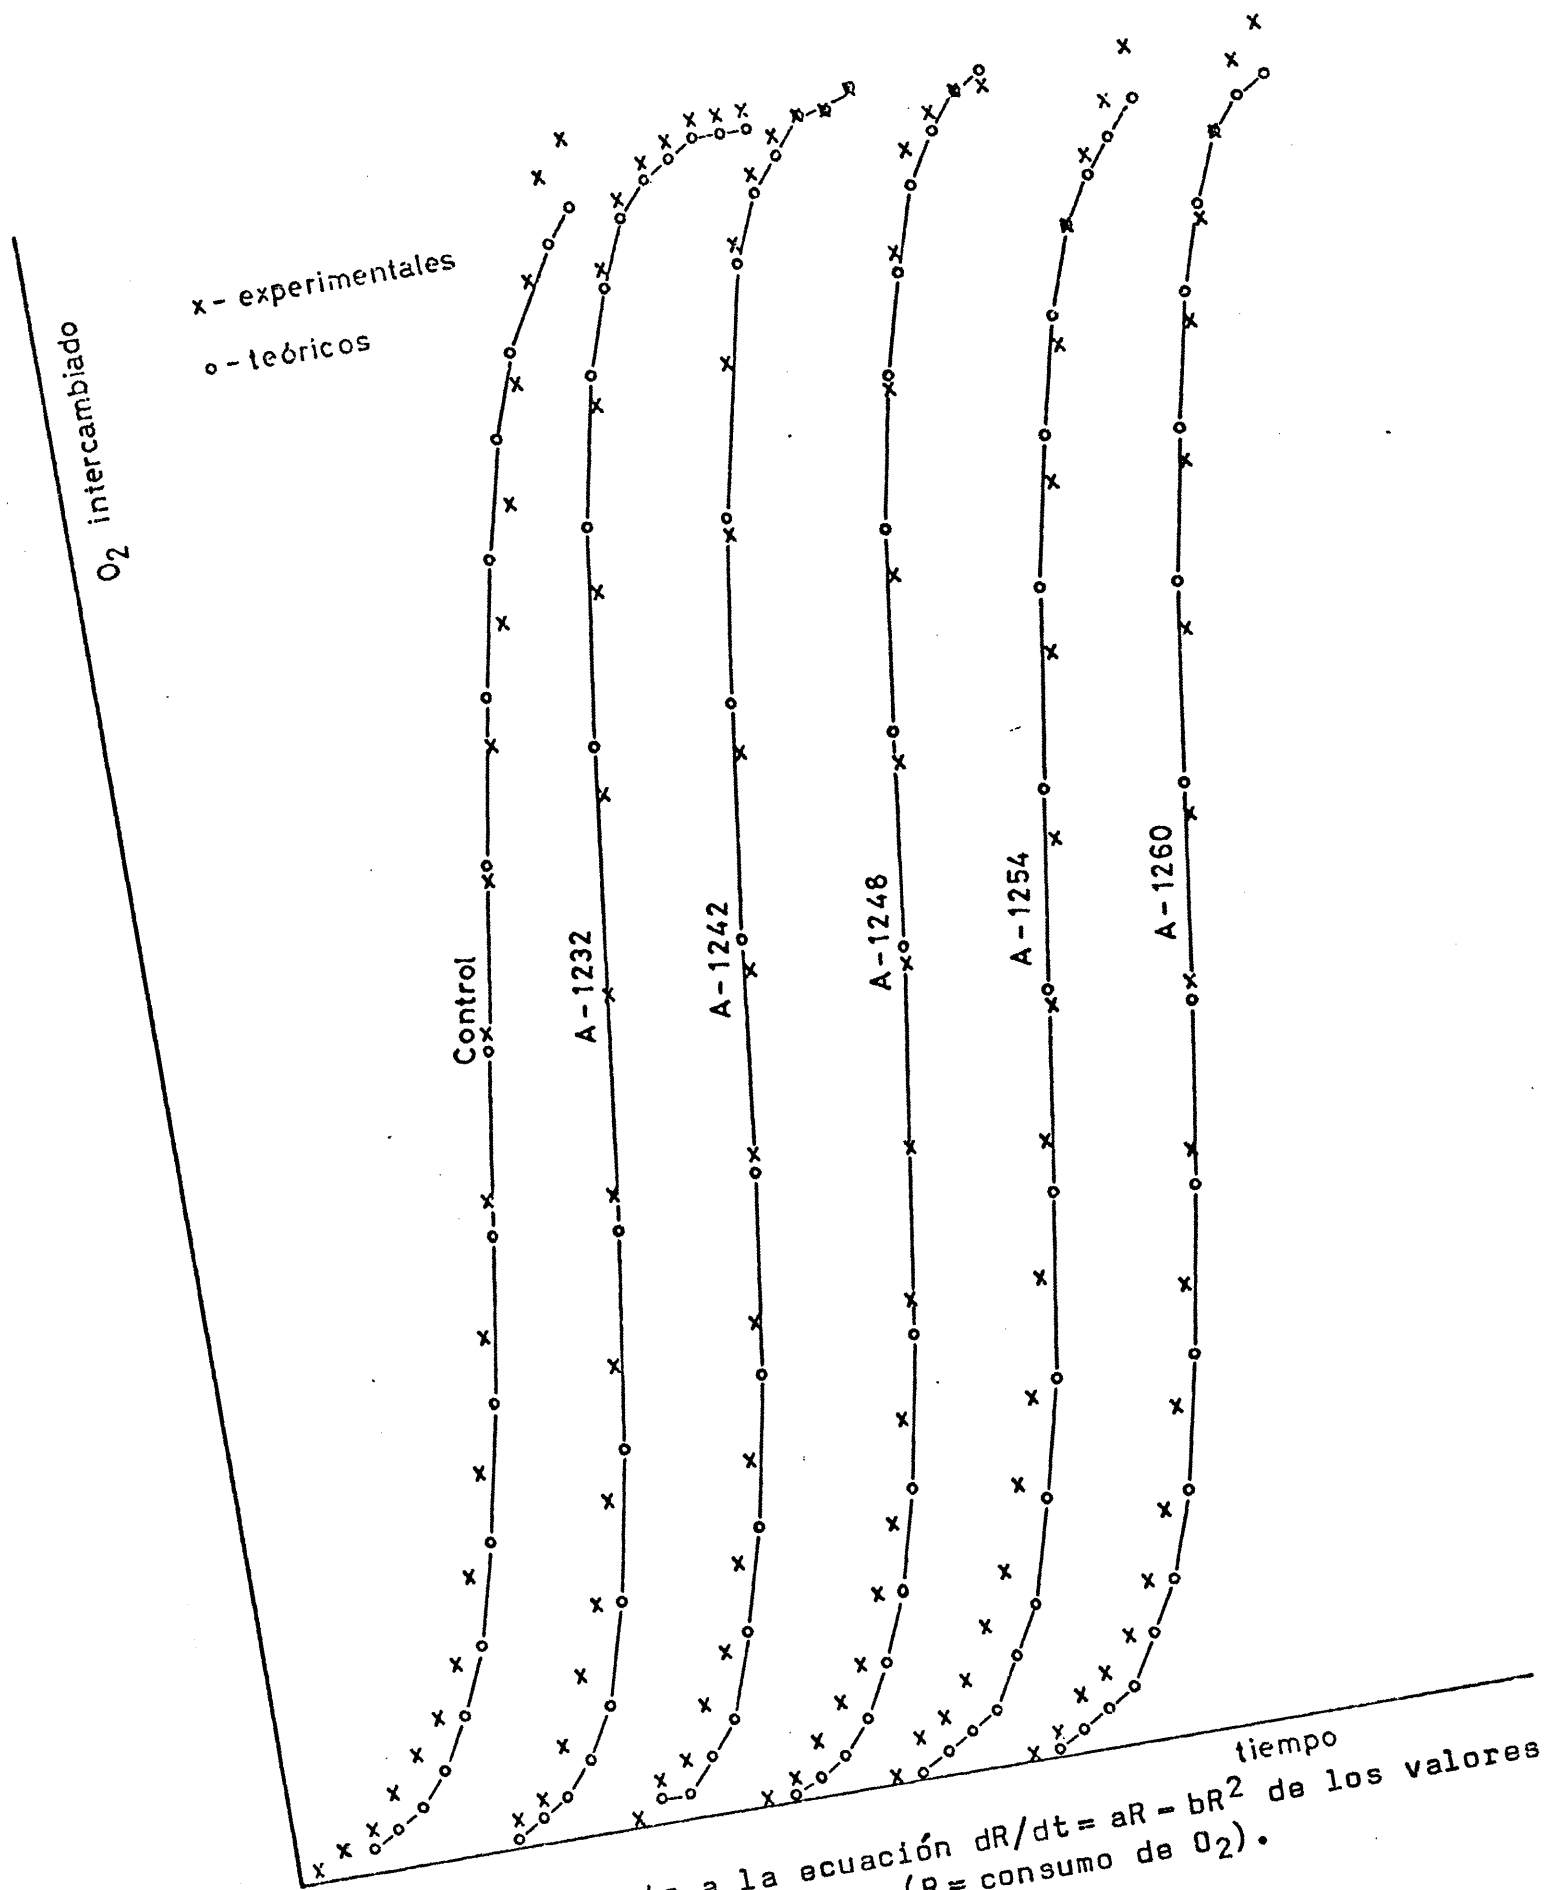 x - experimentales
o - teóricos
O2 intercambiado
Control
A-1232
A-1242
A-1248
A-1254
A-1260
tiempo
a la ecuación dR/dt = aR - bR² de los valores
(R = consumo de O2).